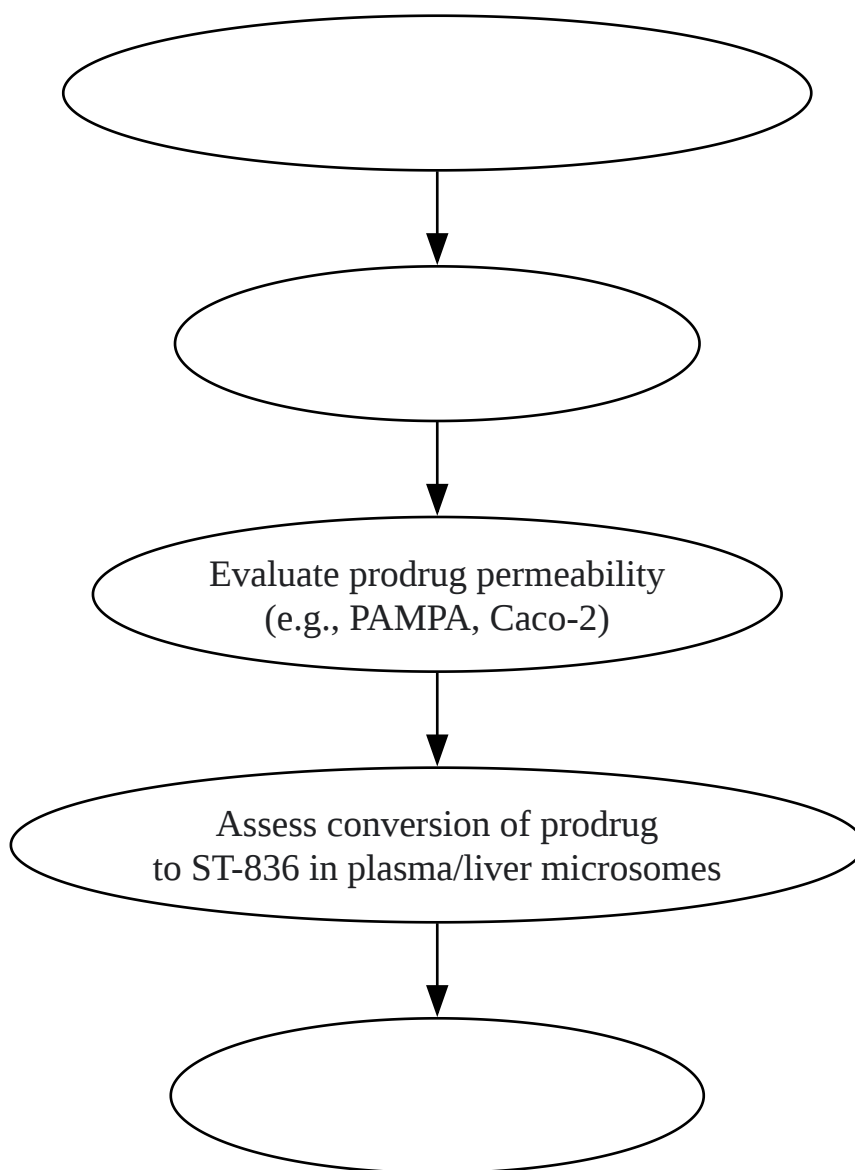 Evaluate prodrug permeability
(e.g., PAMPA, Caco-2)
Assess conversion of prodrug
to ST-836 in plasma/liver microsomes